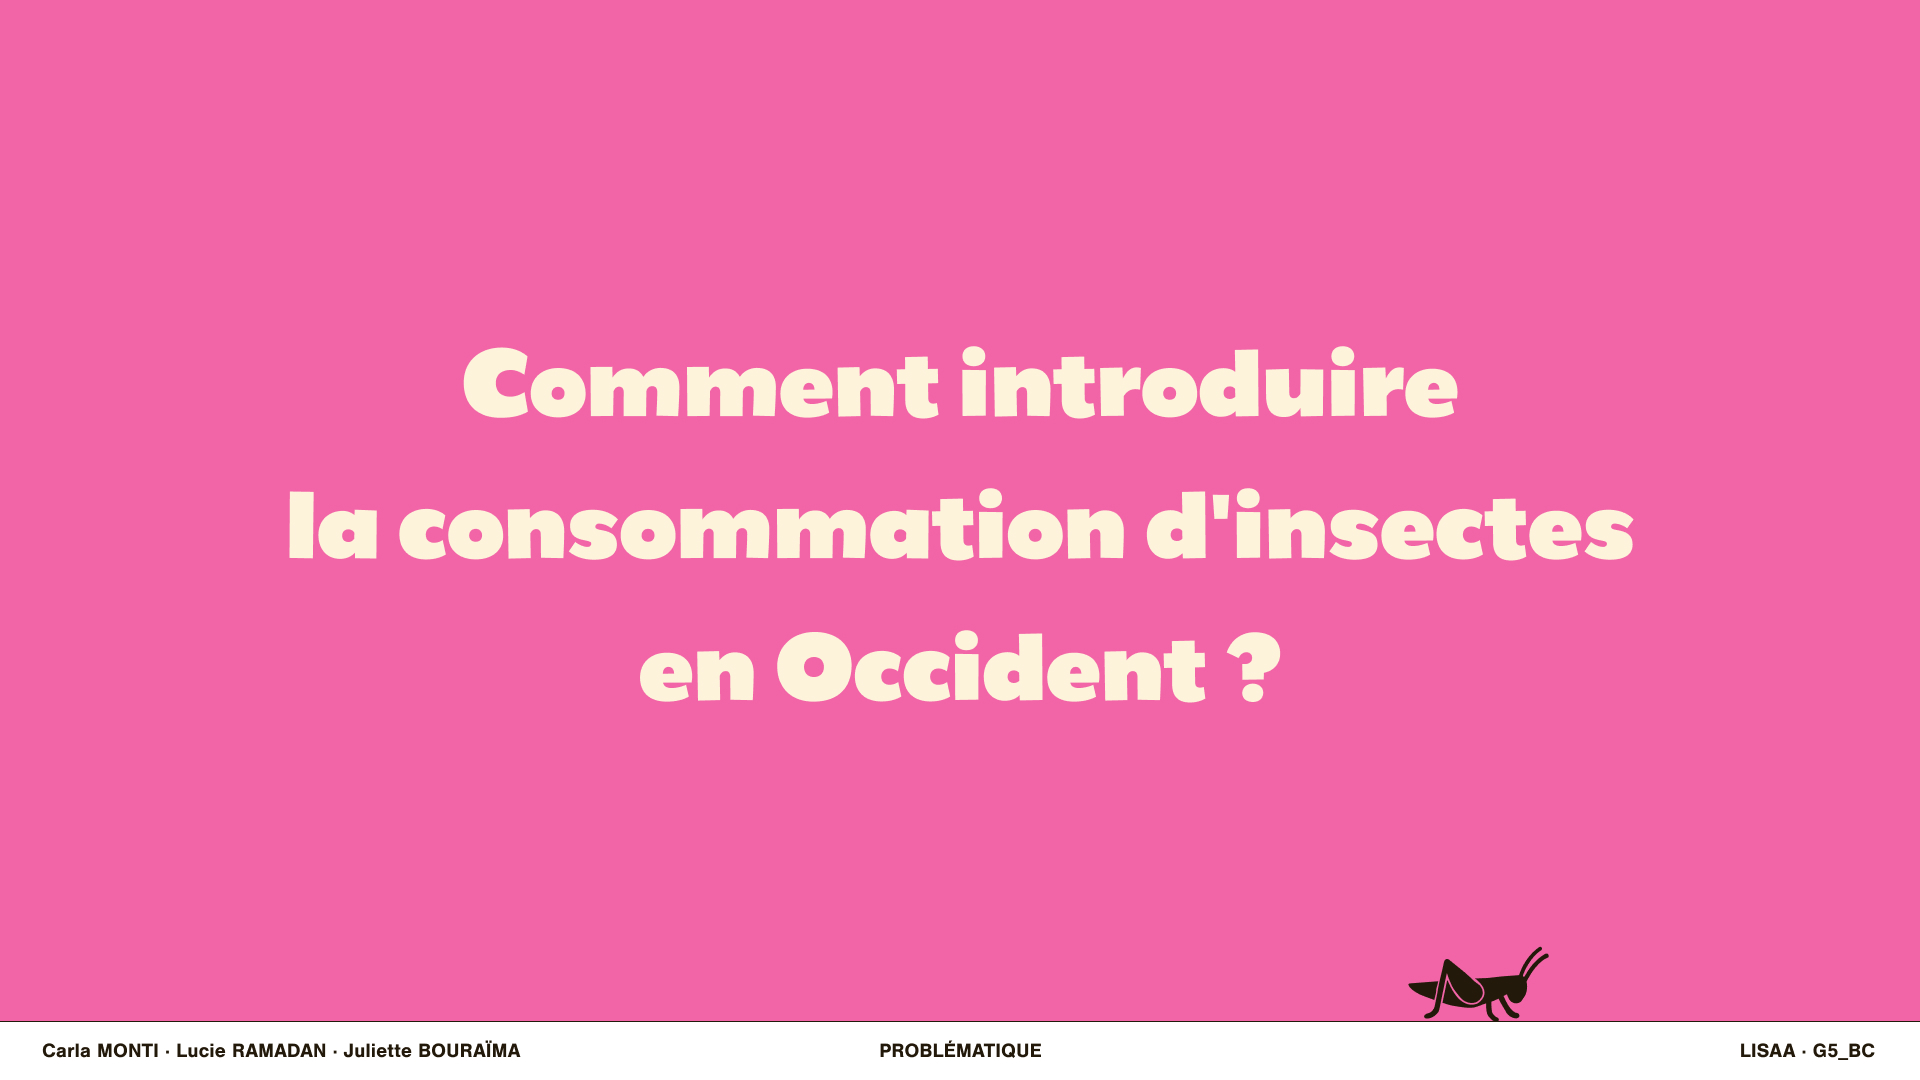 Comment introduire
la consommation d'insectes
en Occident ?
Carla MONTI · Lucie RAMADAN · Juliette BOURAÏMA
PROBLÉMATIQUE
LISAA · G5_BC